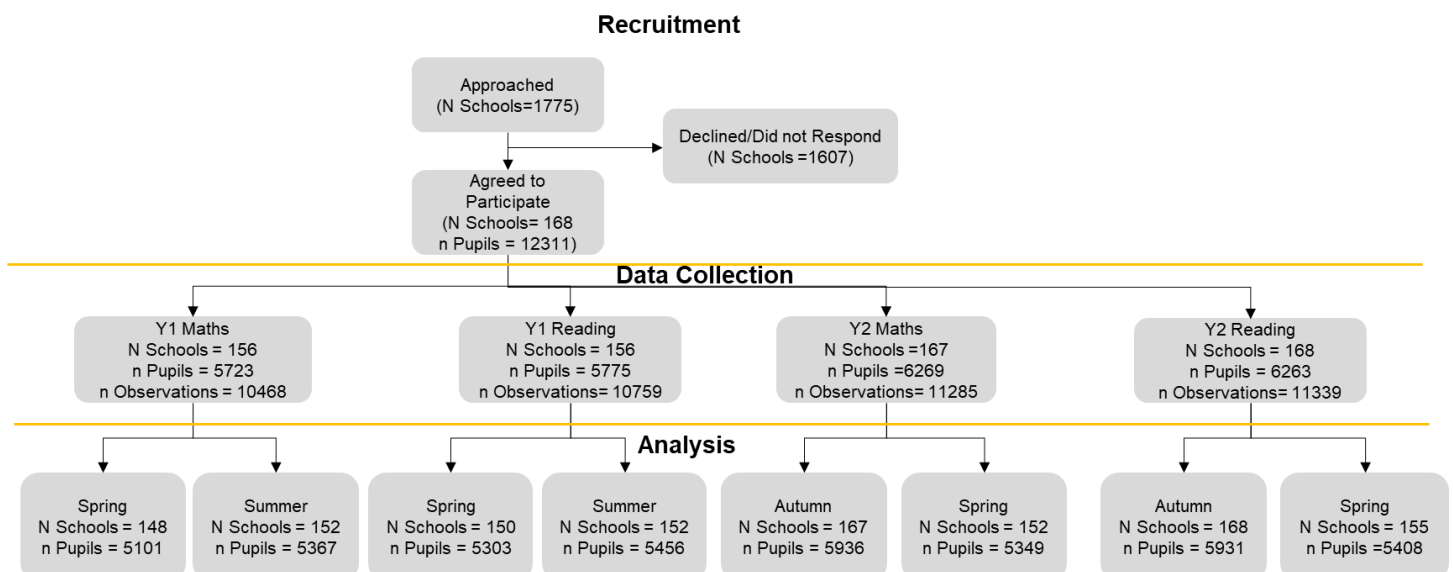 Recruitment
Approached
(N Schools=1775)
Declined/Did not Respond
(N Schools =1607)
Agreed to
Participate
(N Schools= 168
n Pupils = 12311)
Data Collection
Y1 Maths
N Schools = 156
n Pupils = 5723
n Observations = 10468
Y1 Reading
N Schools = 156
n Pupils = 5775
n Observations = 10759
Y2 Maths
N Schools =167
n Pupils =6269
n Observations= 11285
Y2 Reading
N Schools = 168
n Pupils = 6263
n Observations= 11339
Analysis
Spring
N Schools = 148
n Pupils = 5101
Summer
N Schools = 152
n Pupils = 5367
Spring
N Schools = 150
n Pupils = 5303
Summer
N Schools = 152
n Pupils = 5456
Autumn
N Schools = 167
n Pupils = 5936
Spring
N Schools = 152
n Pupils = 5349
Autumn
N Schools = 168
n Pupils = 5931
Spring
N Schools = 155
n Pupils =5408